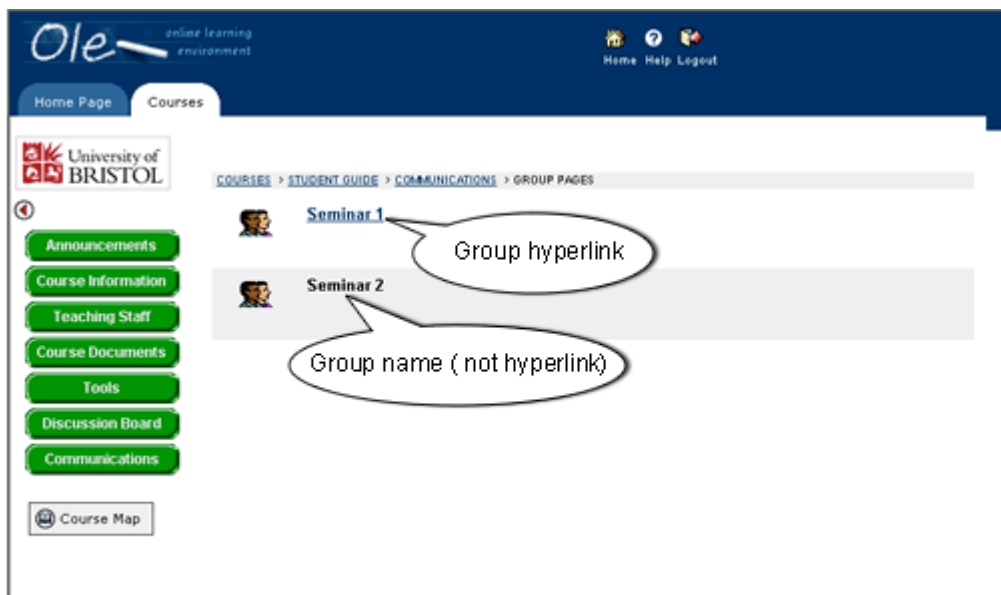 Ole
online learning
environment
Home Help Logout
Home Page
Courses
University of
BRISTOL
COURSES > STUDENT GUIDE > COMMUNICATIONS > GROUP PAGES
Seminar 1
Group hyperlink
Seminar 2
Group name ( not hyperlink)
Announcements
Course Information
Teaching Staff
Course Documents
Tools
Discussion Board
Communications
Course Map